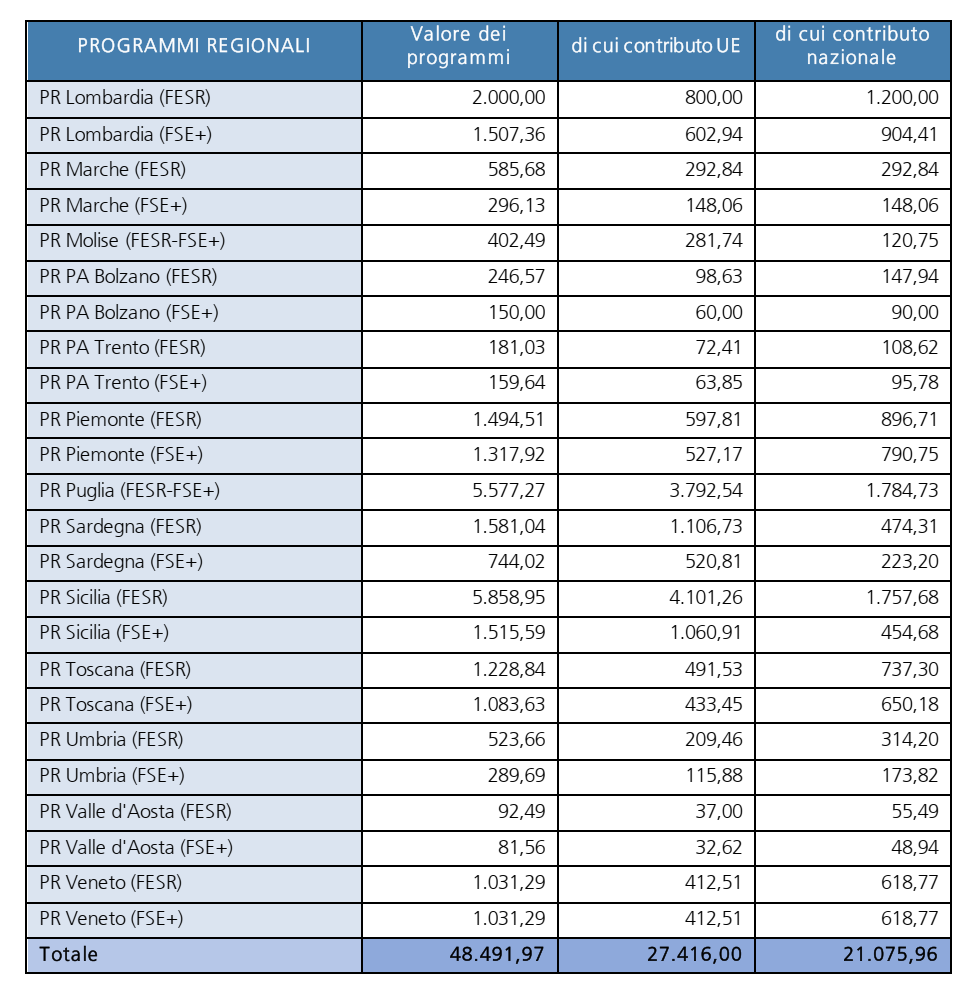 PROGRAMMI REGIONALI Valore dei programmi di cui contributo UE di cui contributo nazionale
PR Lombardia (FESR) 2.000,00 800,00 1.200,00
PR Lombardia (FSE+) 1.507,36 602,94 904,41
PR Marche (FESR) 585,68 292,84 292,84
PR Marche (FSE+) 296,13 148,06 148,06
PR Molise (FESR-FSE+) 402,49 281,74 120,75
PR PA Bolzano (FESR) 246,57 98,63 147,94
PR PA Bolzano (FSE+) 150,00 60,00 90,00
PR PA Trento (FESR) 181,03 72,41 108,62
PR PA Trento (FSE+) 159,64 63,85 95,78
PR Piemonte (FESR) 1.494,51 597,81 896,71
PR Piemonte (FSE+) 1.317,92 527,17 790,75
PR Puglia (FESR-FSE+) 5.577,27 3.792,54 1.784,73
PR Sardegna (FESR) 1.581,04 1.106,73 474,31
PR Sardegna (FSE+) 744,02 520,81 223,20
PR Sicilia (FESR) 5.858,95 4.101,26 1.757,68
PR Sicilia (FSE+) 1.515,59 1.060,91 454,68
PR Toscana (FESR) 1.228,84 491,53 737,30
PR Toscana (FSE+) 1.083,63 433,45 650,18
PR Umbria (FESR) 523,66 209,46 314,20
PR Umbria (FSE+) 289,69 115,88 173,82
PR Valle d'Aosta (FESR) 92,49 37,00 55,49
PR Valle d'Aosta (FSE+) 81,56 32,62 48,94
PR Veneto (FESR) 1.031,29 412,51 618,77
PR Veneto (FSE+) 1.031,29 412,51 618,77
Totale 48.491,97 27.416,00 21.075,96